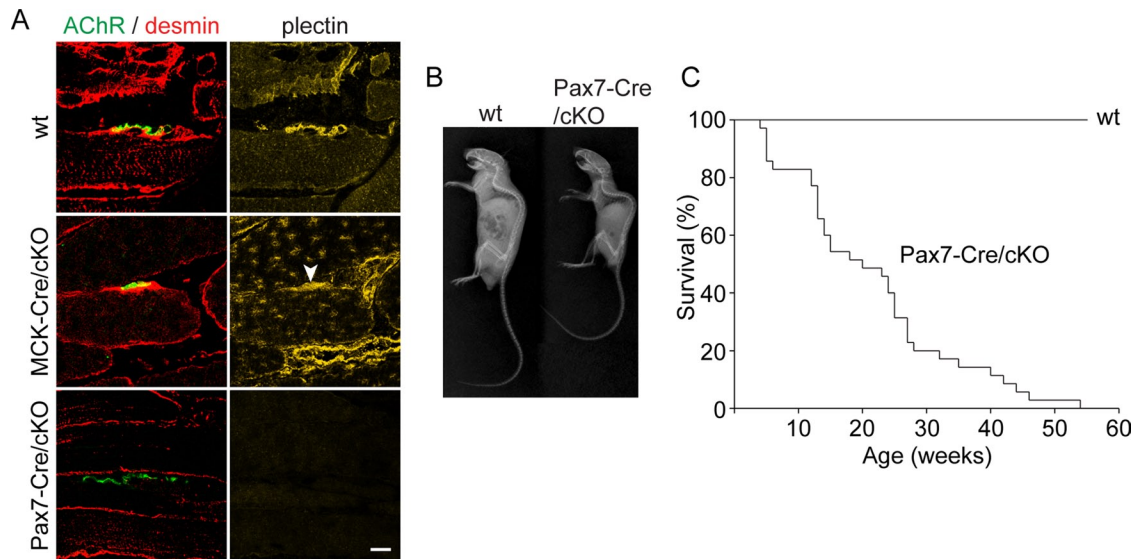 A
AChR / desmin
plectin
wt
MCK-Cre/cKO
Pax7-Cre/cKO
B
wt
Pax7-Cre
/cKO
C
100
80
60
40
20
0
Survival (%)
wt
Pax7-Cre/cKO
10
20
30
40
50
60
Age (weeks)